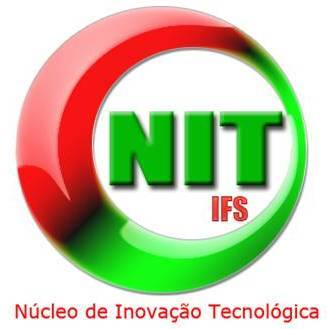 NIT
IFS
Núcleo de Inovação Tecnológica